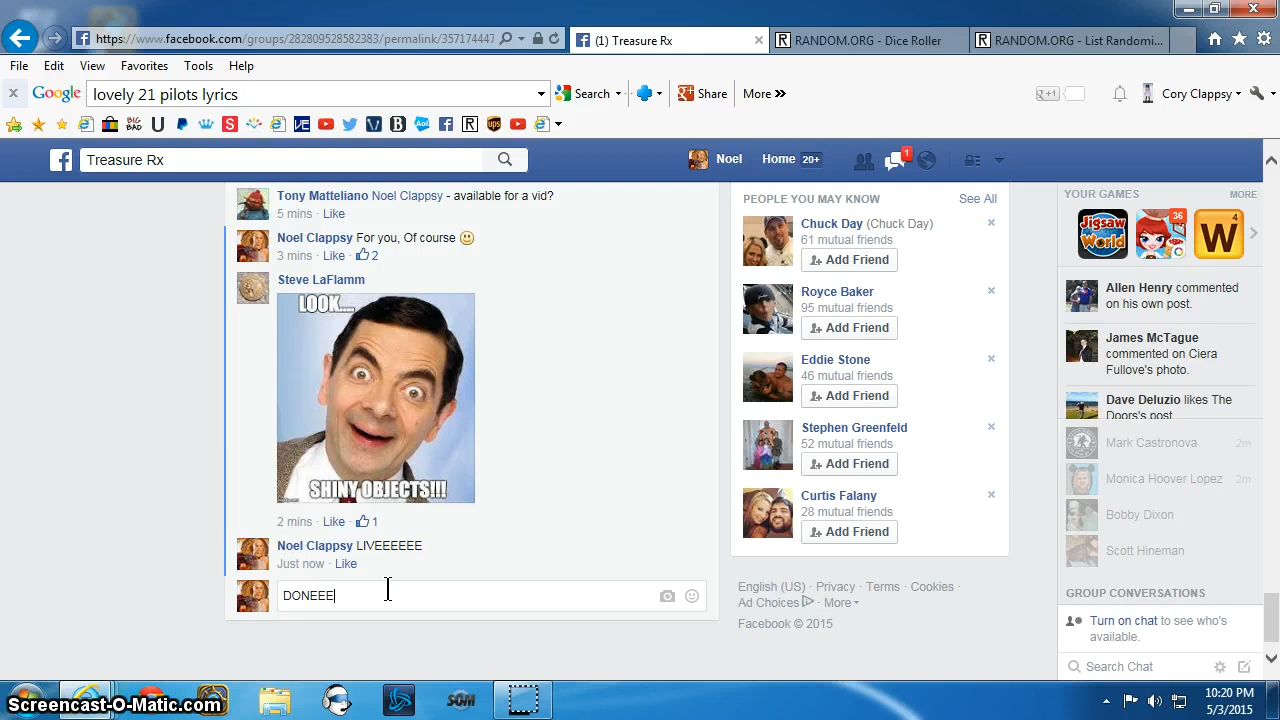 https://www.facebook.com/groups/282809528582383/permalink/357174447
(1) Treasure Rx
RANDOM.ORG - Dice Roller
RANDOM.ORG - List Randomi...
File Edit View Favorites Tools Help
Google lovely 21 pilots lyrics Search Share More »
+1 Cory Clappsy
Treasure Rx
Noel Home 20+ 1
Tony Matteliano Noel Clappsy - available for a vid?
5 mins · Like
Noel Clappsy For you, Of course
3 mins · Like · 2
Steve LaFlamm
LOOK....
SHINY OBJECTS!!!
2 mins · Like · 1
Noel Clappsy LIVEEEEEE
Just now · Like
DONEEE
PEOPLE YOU MAY KNOW See All
Chuck Day (Chuck Day)
61 mutual friends
Add Friend
Royce Baker
95 mutual friends
Add Friend
Eddie Stone
46 mutual friends
Add Friend
Stephen Greenfeld
52 mutual friends
Add Friend
Curtis Falany
28 mutual friends
Add Friend
English (US) · Privacy · Terms · Cookies ·
Ad Choices · More
Facebook © 2015
YOUR GAMES MORE
Jigsaw World 36 W 4
Allen Henry commented
on his own post.
James McTague
commented on Ciera
Fullove's photo.
Dave Deluzio likes The
Doors's post.
Mark Castronova 2m
Monica Hoover Lopez 2m
Bobby Dixon
Scott Hineman
GROUP CONVERSATIONS
Turn on chat to see who's
available.
Search Chat
SOM
10:20 PM
5/3/2015
Screencast-O-Matic.com